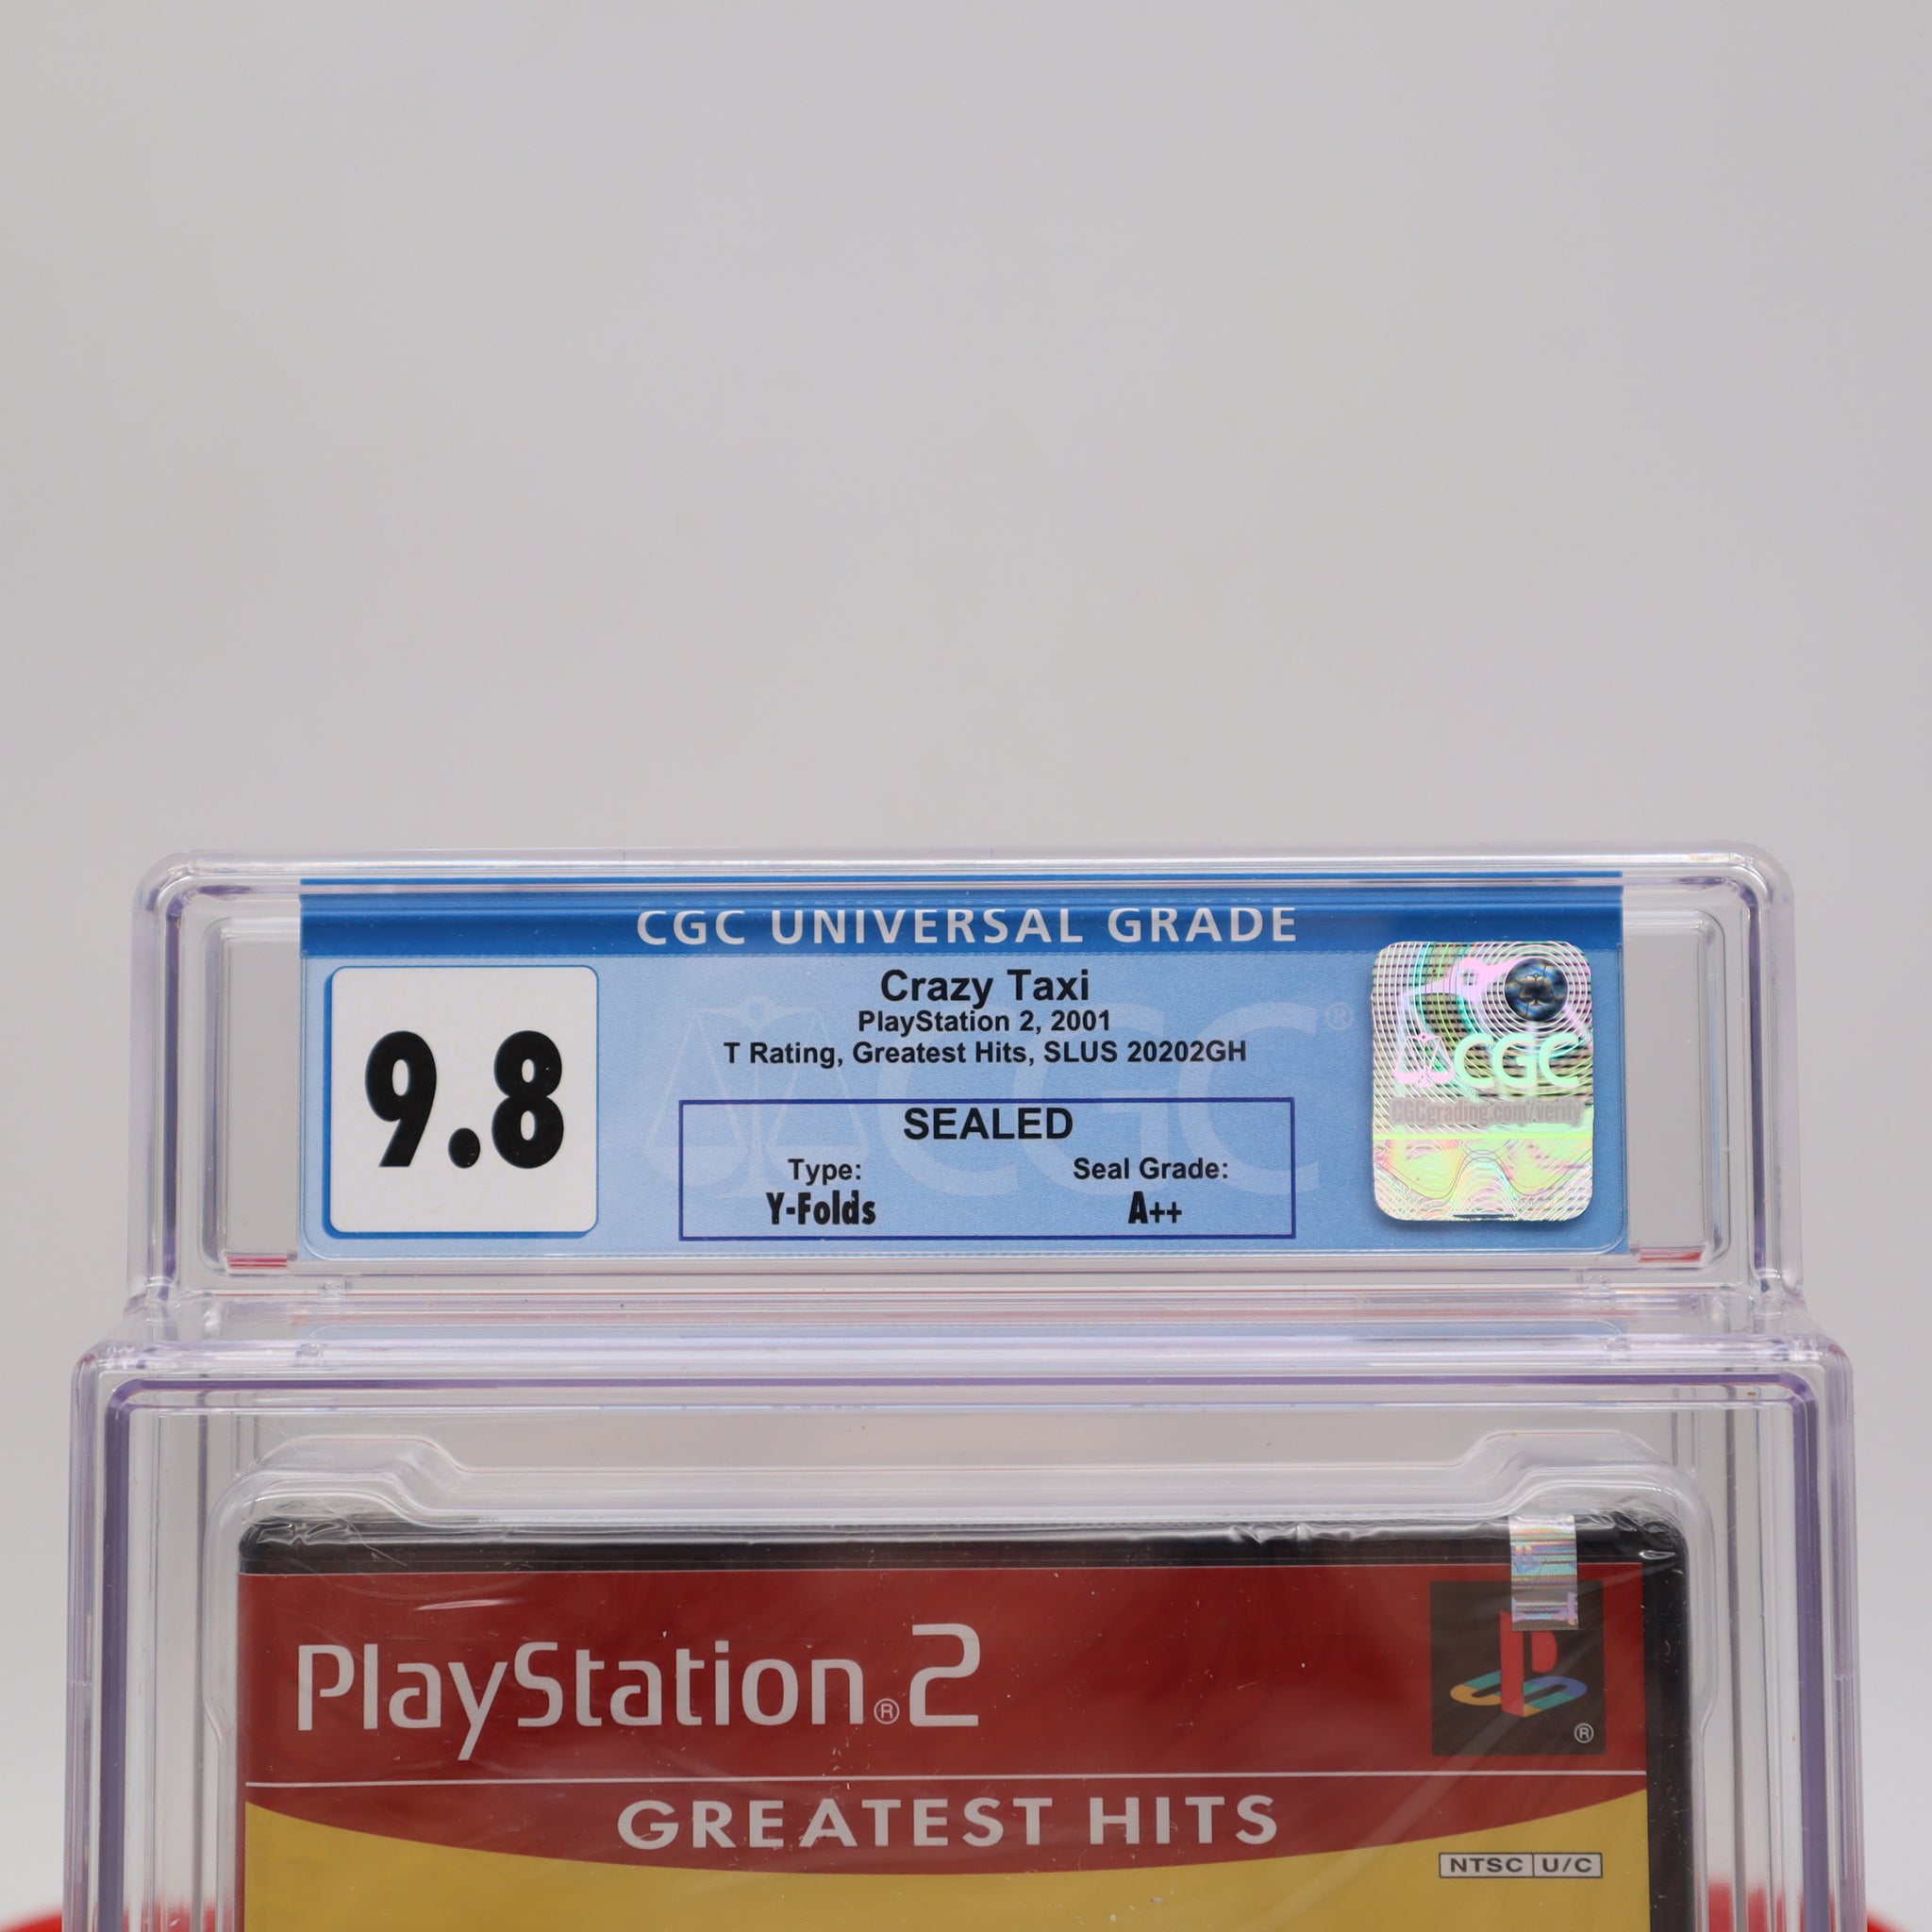 CGC UNIVERSAL GRADE
9.8
Crazy Taxi
PlayStation 2, 2001
T Rating, Greatest Hits, SLUS 20202GH
SEALED
Type:
Y-Folds
Seal Grade:
A++
CGC®
CGC
CGCgrading.com/verify
PlayStation®2
®
GREATEST HITS
NTSC U/C